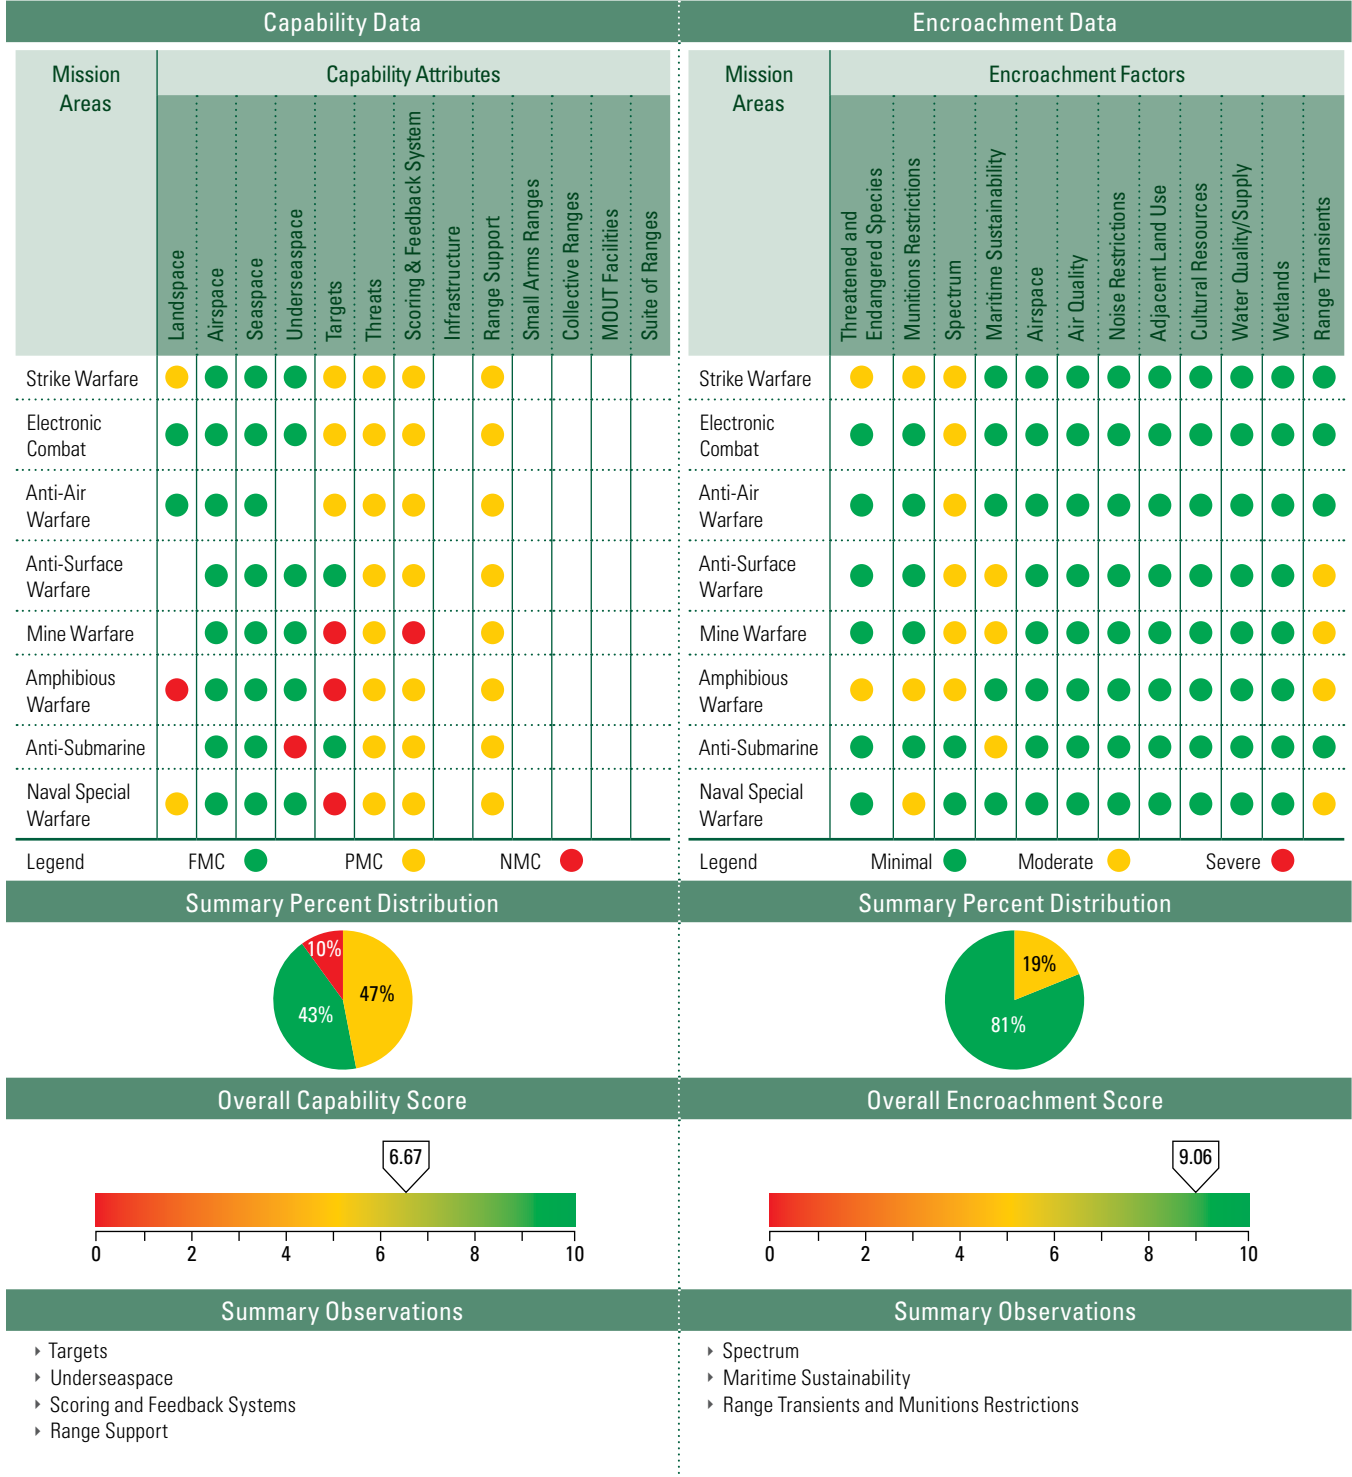 Capability Data
Mission
Areas
Capability Attributes
Landspace
Airspace
Seaspace
Underseaspace
Targets
Threats
Scoring & Feedback System
Infrastructure
Range Support
Small Arms Ranges
Collective Ranges
MOUT Facilities
Suite of Ranges
Strike Warfare
Electronic
Combat
Anti-Air
Warfare
Anti-Surface
Warfare
Mine Warfare
Amphibious
Warfare
Anti-Submarine
Naval Special
Warfare
Legend FMC PMC NMC
Summary Percent Distribution
10%
47%
43%
Overall Capability Score
6.67
0 2 4 6 8 10
Summary Observations
‣ Targets
‣ Underseaspace
‣ Scoring and Feedback Systems
‣ Range Support
Encroachment Data
Mission
Areas
Encroachment Factors
Threatened and
Endangered Species
Munitions Restrictions
Spectrum
Maritime Sustainability
Airspace
Air Quality
Noise Restrictions
Adjacent Land Use
Cultural Resources
Water Quality/Supply
Wetlands
Range Transients
Strike Warfare
Electronic
Combat
Anti-Air
Warfare
Anti-Surface
Warfare
Mine Warfare
Amphibious
Warfare
Anti-Submarine
Naval Special
Warfare
Legend Minimal Moderate Severe
Summary Percent Distribution
19%
81%
Overall Encroachment Score
9.06
0 2 4 6 8 10
Summary Observations
‣ Spectrum
‣ Maritime Sustainability
‣ Range Transients and Munitions Restrictions